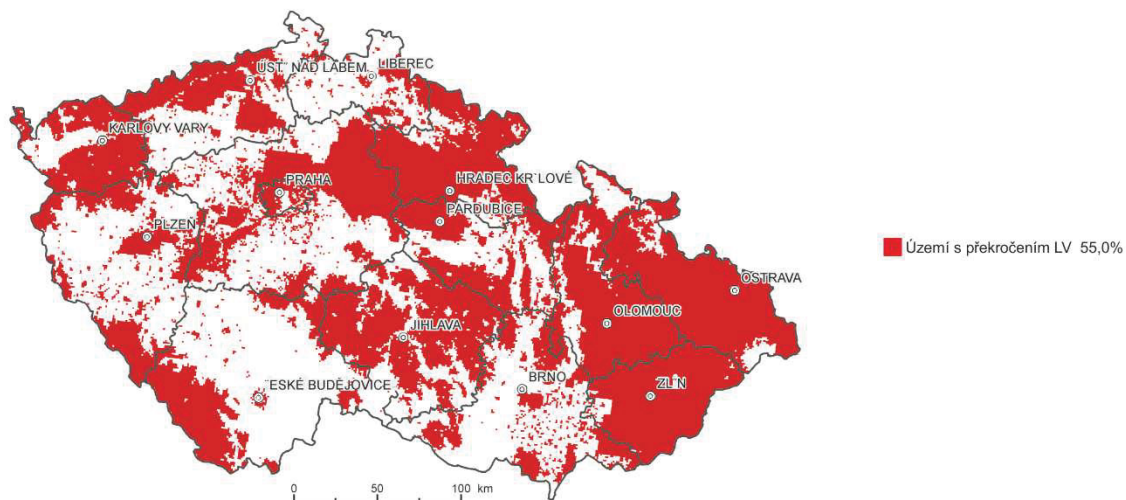 ÚST˙ NAD LABEM
LIBEREC
KARLOVY VARY
PRAHA
HRADEC KR˙LOVÉ
PARDUBICE
PLZEŇ
Území s překročením LV 55,0%
OSTRAVA
OLOMOUC
JIHLAVA
BRNO
ZL˙N
˙ESKÉ BUDĚJOVICE
0 50 100 km